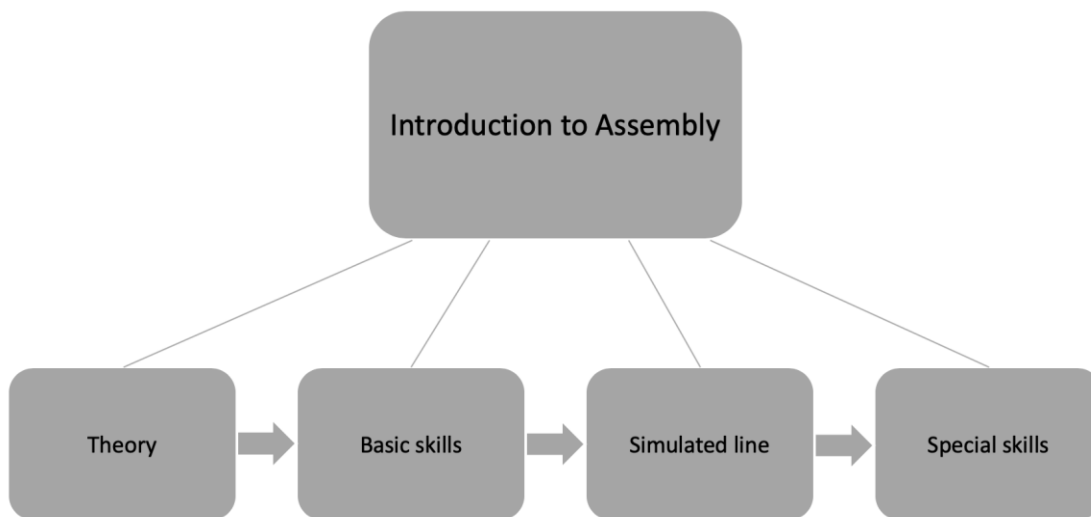 Introduction to Assembly
Theory
Basic skills
Simulated line
Special skills